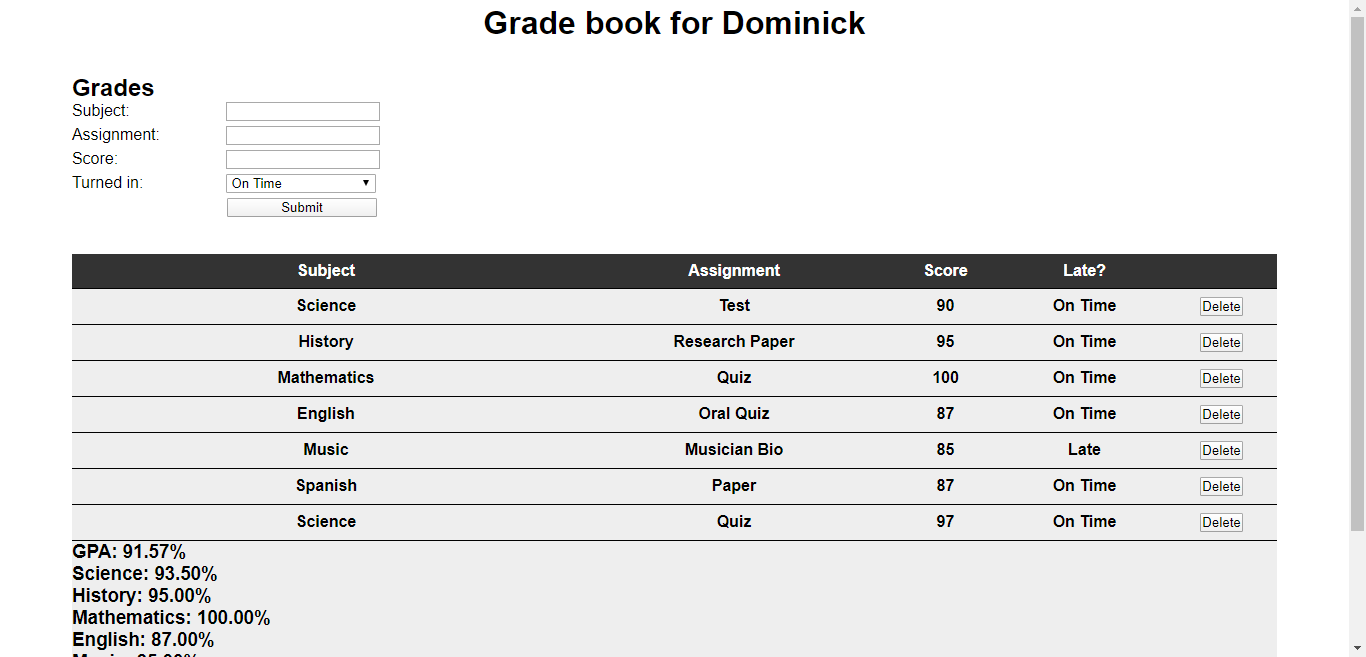 Grade book for Dominick
Grades
Subject:
Assignment:
Score:
Turned in: On Time
Submit
Subject Assignment Score Late?
Science Test 90 On Time Delete
History Research Paper 95 On Time Delete
Mathematics Quiz 100 On Time Delete
English Oral Quiz 87 On Time Delete
Music Musician Bio 85 Late Delete
Spanish Paper 87 On Time Delete
Science Quiz 97 On Time Delete
GPA: 91.57%
Science: 93.50%
History: 95.00%
Mathematics: 100.00%
English: 87.00%